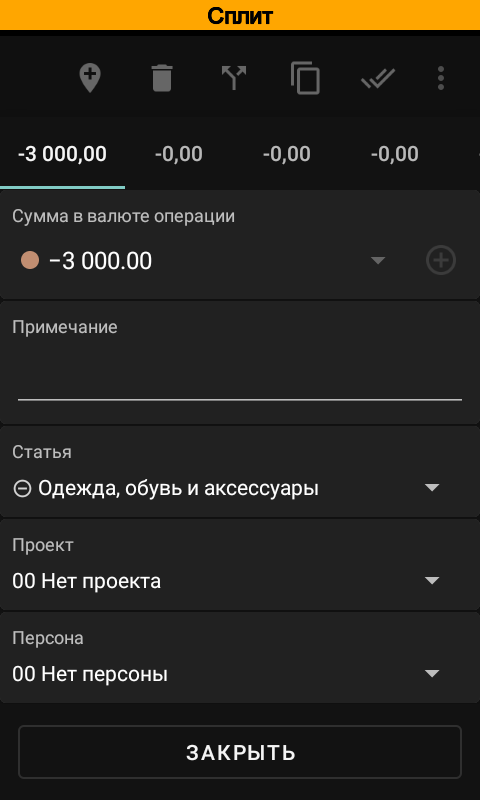 Сплит
-3 000,00 -0,00 -0,00 -0,00
Сумма в валюте операции
−3 000.00
Примечание
Статья
Одежда, обувь и аксессуары
Проект
00 Нет проекта
Персона
00 Нет персоны
ЗАКРЫТЬ